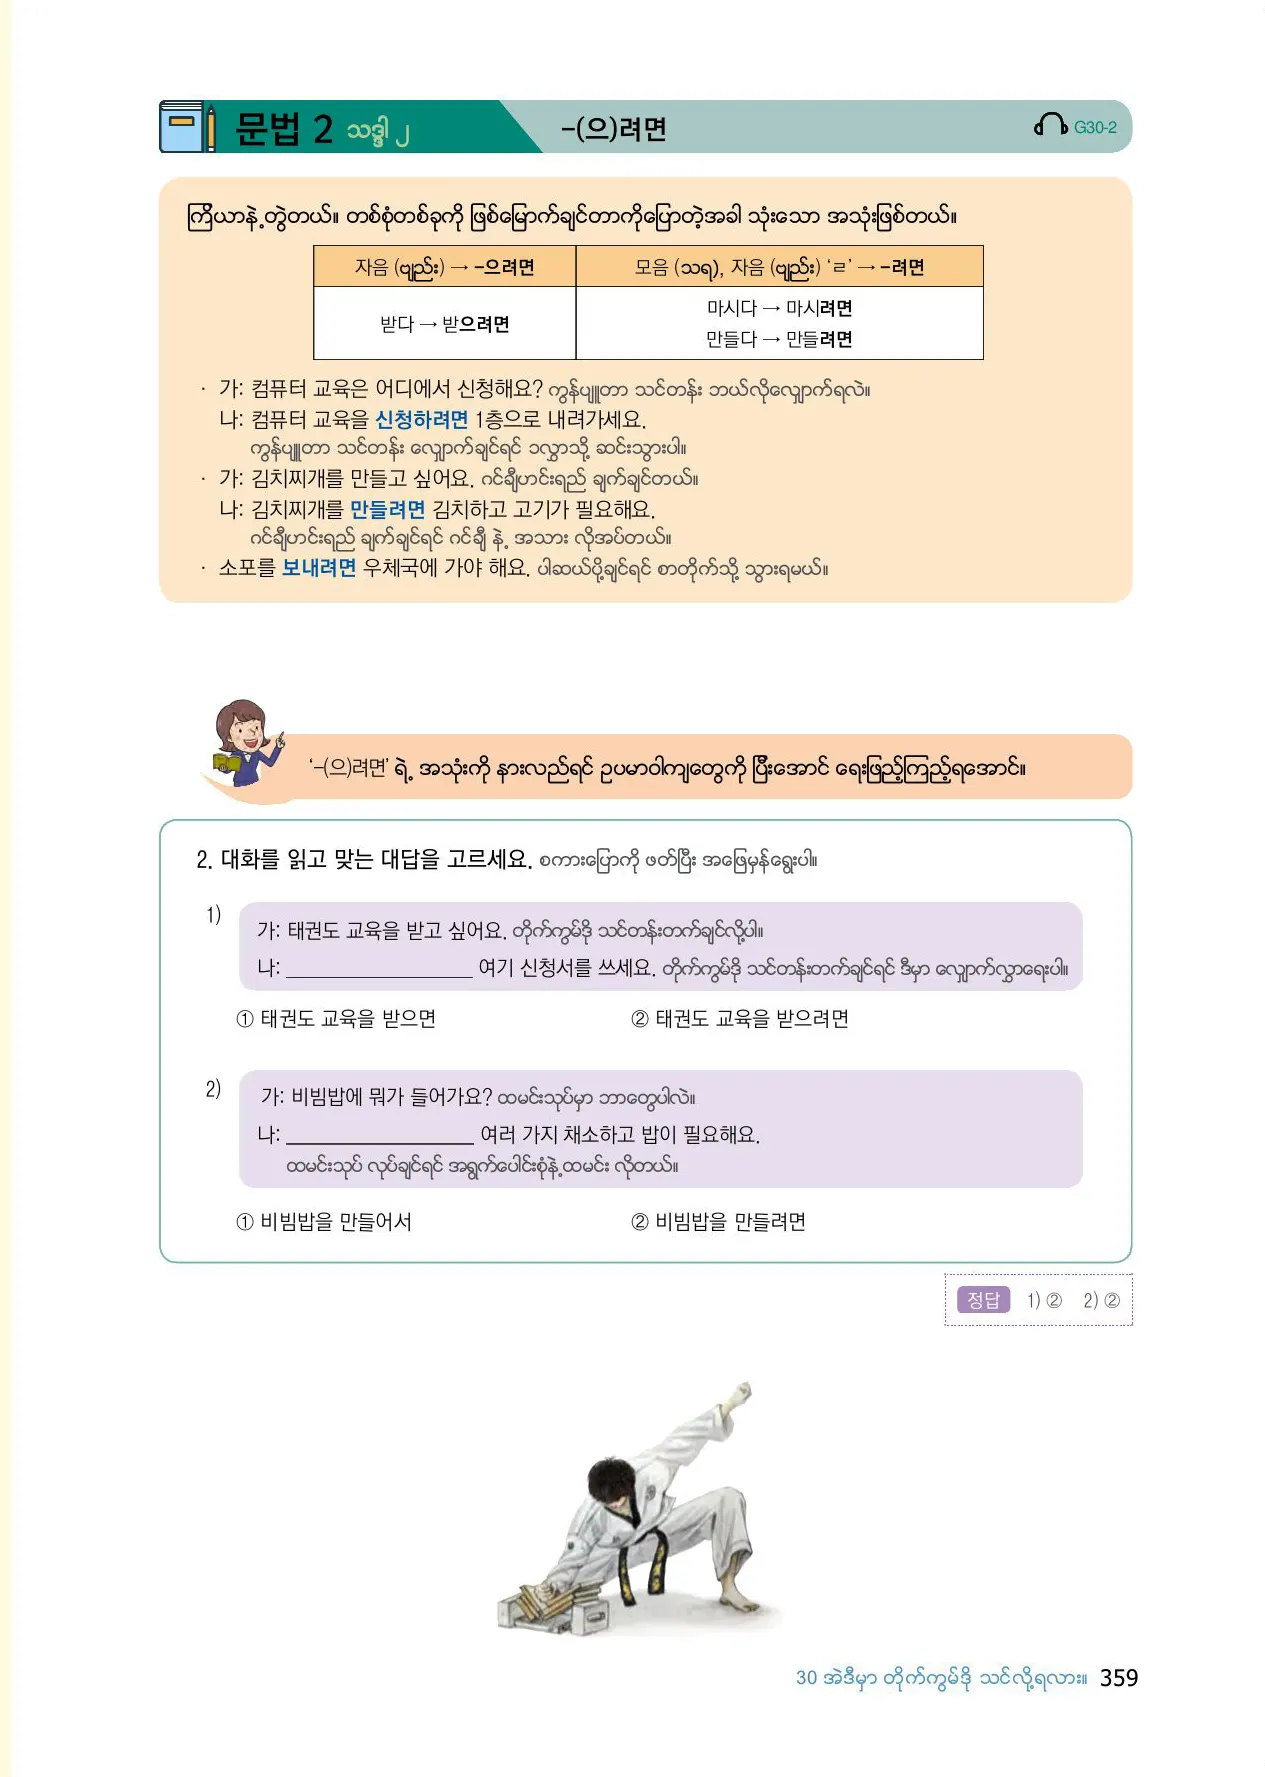 문법 2 သဒ္ဒါ ၂ -(으)려면 G30-2
ကြိယာနဲ့တွဲတယ်။ တစ်စုံတစ်ခုကို ဖြစ်မြောက်ချင်တာကိုပြောတဲ့အခါ သုံးသော အသုံးဖြစ်တယ်။
자음 (ဗျည်း) → -으려면 모음 (သရ), 자음 (ဗျည်း) ‘ㄹ’ → -려면
받다 → 받으려면 마시다 → 마시려면
만들다 → 만들려면
· 가: 컴퓨터 교육은 어디에서 신청해요? ကွန်ပျူတာ သင်တန်း ဘယ်လိုလျှောက်ရလဲ။
나: 컴퓨터 교육을 신청하려면 1층으로 내려가세요.
ကွန်ပျူတာ သင်တန်း လျှောက်ချင်ရင် ၁လွှာသို့ ဆင်းသွားပါ။
· 가: 김치찌개를 만들고 싶어요. ဂင်ချီဟင်းရည် ချက်ချင်တယ်။
나: 김치찌개를 만들려면 김치하고 고기가 필요해요.
ဂင်ချီဟင်းရည် ချက်ချင်ရင် ဂင်ချီ နဲ့ အသား လိုအပ်တယ်။
· 소포를 보내려면 우체국에 가야 해요. ပါဆယ်ပို့ချင်ရင် စာတိုက်သို့ သွားရမယ်။
‘-(으)려면’ ရဲ့ အသုံးကို နားလည်ရင် ဥပမာဝါကျတွေကို ပြီးအောင် ရေးဖြည့်ကြည့်ရအောင်။
2. 대화를 읽고 맞는 대답을 고르세요. စကားပြောကို ဖတ်ပြီး အဖြေမှန်ရွေးပါ။
1)
가: 태권도 교육을 받고 싶어요. တိုက်ကွမ်ဒို သင်တန်းတက်ချင်လို့ပါ။
나: ____________ 여기 신청서를 쓰세요. တိုက်ကွမ်ဒို သင်တန်းတက်ချင်ရင် ဒီမှာ လျှောက်လွှာရေးပါ။
① 태권도 교육을 받으면 ② 태권도 교육을 받으려면
2)
가: 비빔밥에 뭐가 들어가요? ထမင်းသုပ်မှာ ဘာတွေပါလဲ။
나: ____________ 여러 가지 채소하고 밥이 필요해요.
ထမင်းသုပ် လုပ်ချင်ရင် အရွက်ပေါင်းစုံနဲ့ ထမင်း လိုတယ်။
① 비빔밥을 만들어서 ② 비빔밥을 만들려면
정답 1) ② 2) ②
30 အဲဒီမှာ တိုက်ကွမ်ဒို သင်လို့ရလား။ 359